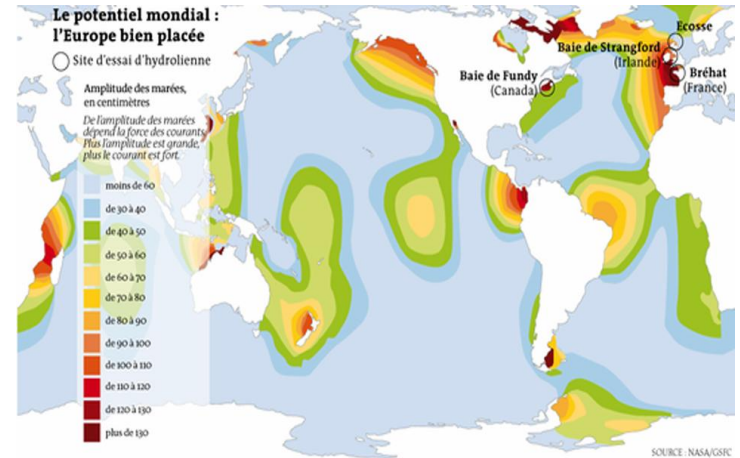 Le potentiel mondial :
l'Europe bien placée
Site d'essai d'hydrolienne
Amplitude des marées,
en centimètres
De l'amplitude des marées
dépend la force des courants.
Plus l'amplitude est grande,
plus le courant est fort.
moins de 60
de 30 à 40
de 40 à 50
de 50 à 60
de 60 à 70
de 70 à 80
de 80 à 90
de 90 à 100
de 100 à 110
de 110 à 120
de 120 à 130
plus de 130
Ecosse
Baie de Strangford
(Irlande)
Baie de Fundy
(Canada)
Bréhat
(France)
SOURCE : NASA/GSFC